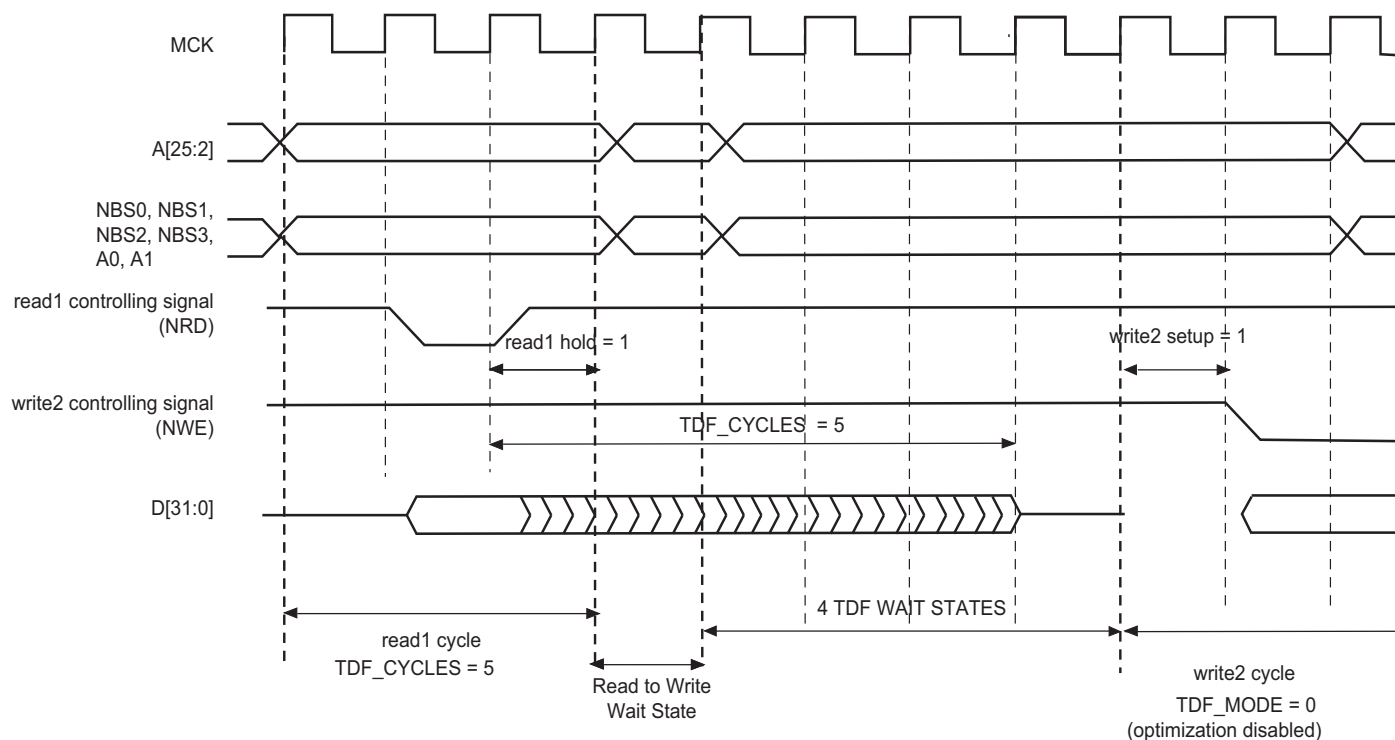 MCK
A[25:2]
NBS0, NBS1,
NBS2, NBS3,
A0, A1
read1 controlling signal
(NRD)
read1 hold = 1
write2 setup = 1
write2 controlling signal
(NWE)
TDF_CYCLES = 5
D[31:0]
4 TDF WAIT STATES
read1 cycle
TDF_CYCLES = 5
Read to Write
Wait State
write2 cycle
TDF_MODE = 0
(optimization disabled)